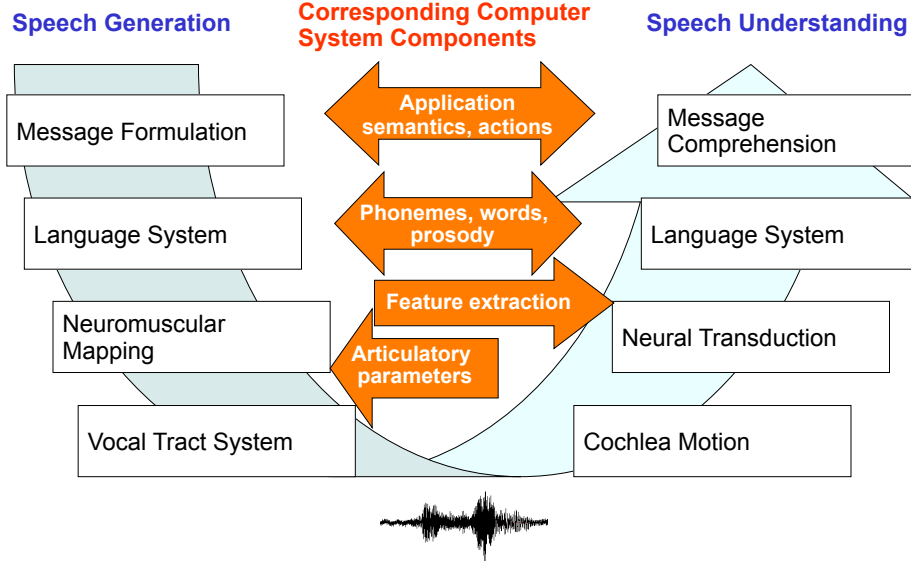 Speech Generation
Corresponding Computer
System Components
Speech Understanding
Message Formulation
Application
semantics, actions
Message
Comprehension
Language System
Phonemes, words,
prosody
Language System
Feature extraction
Neuromuscular
Mapping
Articulatory
parameters
Neural Transduction
Vocal Tract System
Cochlea Motion